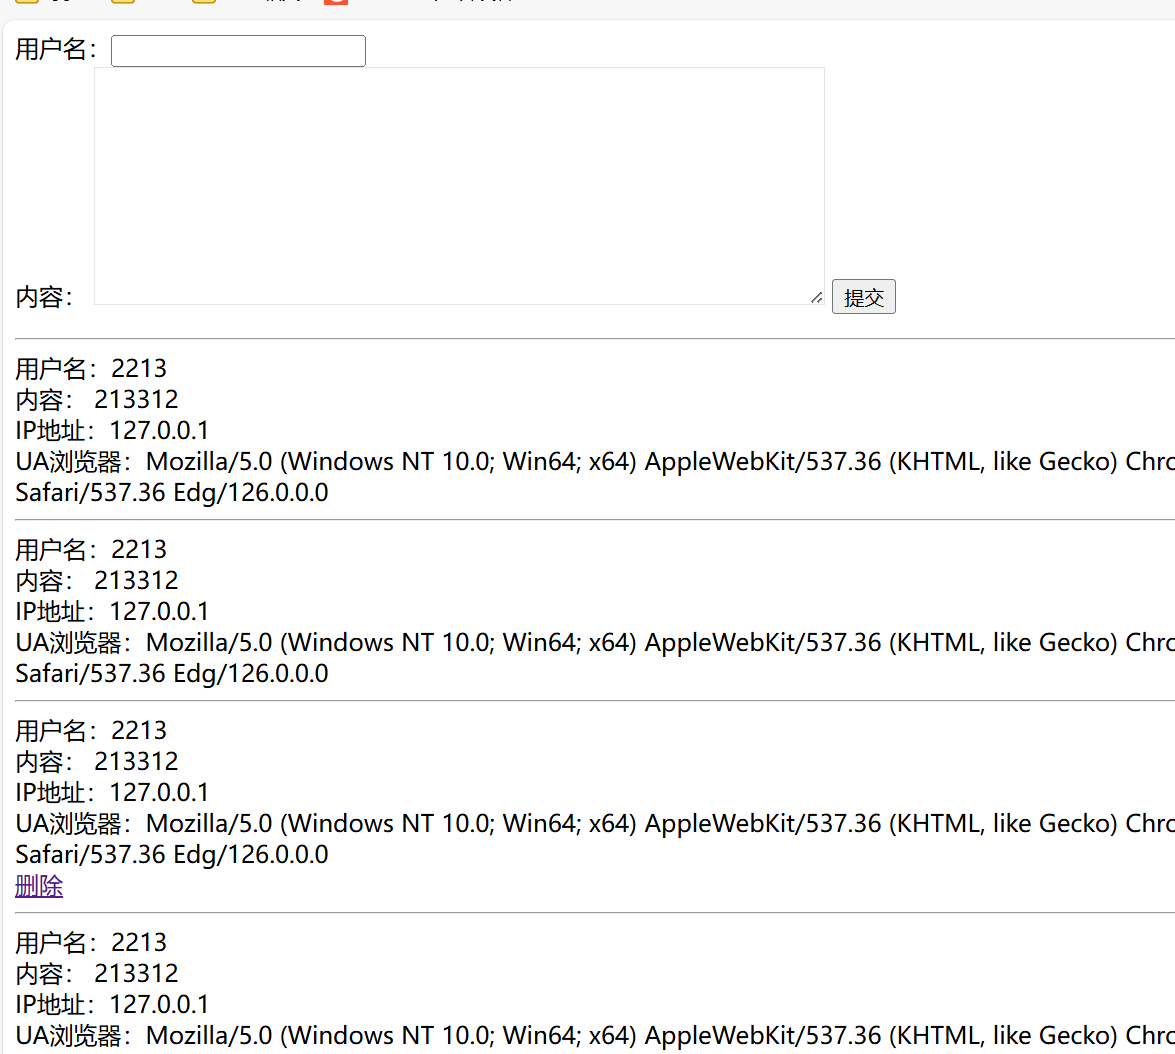 用户名：
内容：
提交
用户名：2213
内容： 213312
IP地址：127.0.0.1
UA浏览器：Mozilla/5.0 (Windows NT 10.0; Win64; x64) AppleWebKit/537.36 (KHTML, like Gecko) Chro
Safari/537.36 Edg/126.0.0.0
用户名：2213
内容： 213312
IP地址：127.0.0.1
UA浏览器：Mozilla/5.0 (Windows NT 10.0; Win64; x64) AppleWebKit/537.36 (KHTML, like Gecko) Chro
Safari/537.36 Edg/126.0.0.0
用户名：2213
内容： 213312
IP地址：127.0.0.1
UA浏览器：Mozilla/5.0 (Windows NT 10.0; Win64; x64) AppleWebKit/537.36 (KHTML, like Gecko) Chro
Safari/537.36 Edg/126.0.0.0
删除
用户名：2213
内容： 213312
IP地址：127.0.0.1
UA浏览器：Mozilla/5.0 (Windows NT 10.0; Win64; x64) AppleWebKit/537.36 (KHTML, like Gecko) Chro